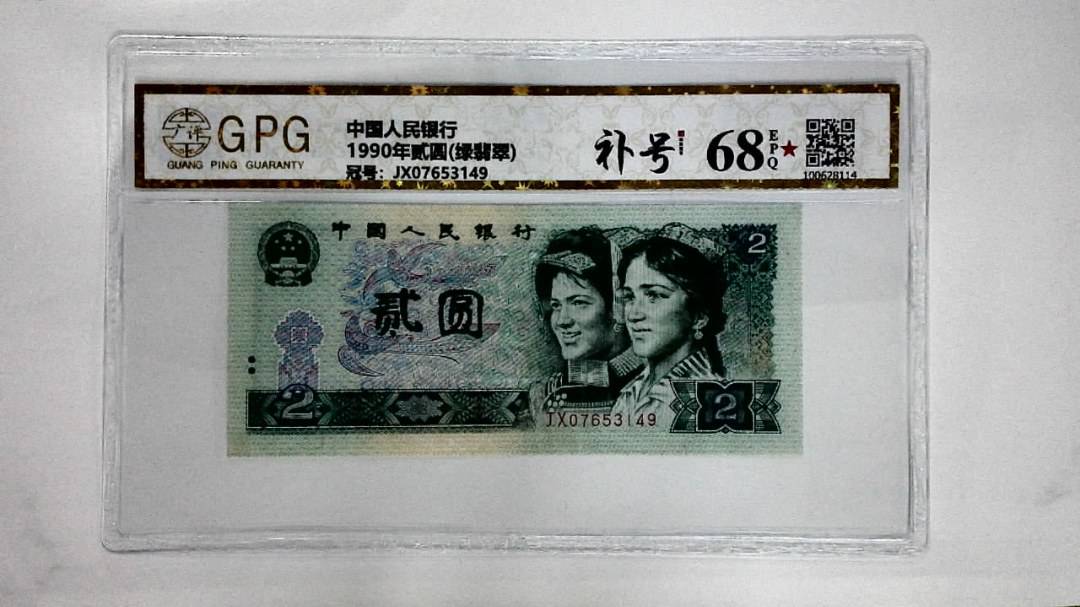 广评
GPG
GUANG PING GUARANTY
中国人民银行
1990年贰圆(绿翡翠)
冠号：JX07653149
补号
68
EPQ
★
100628114
中国人民银行
2
贰圆
2
JX07653149
2